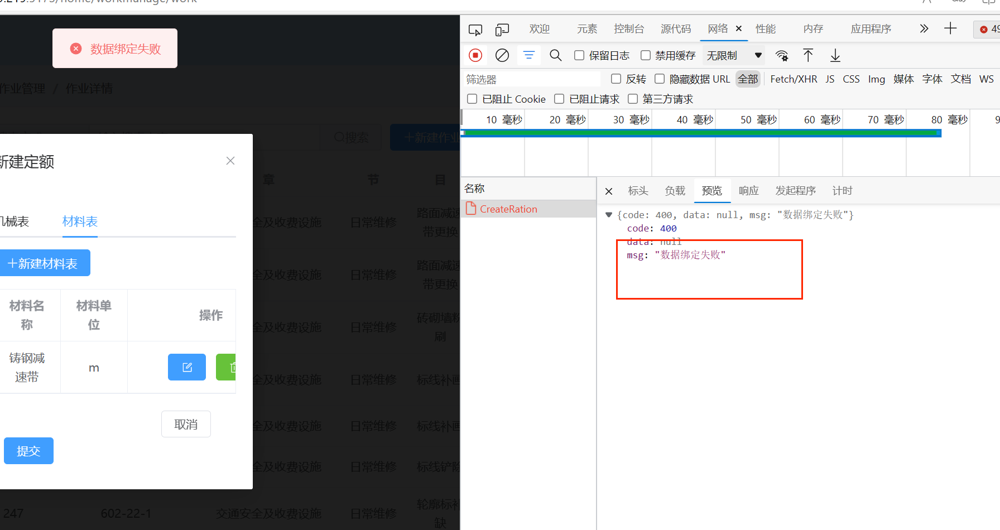 数据绑定失败
作业管理 / 作业详情
搜索
新建作业
新建定额
章
节
目
机械表
材料表
新建材料表
材料名称
材料单位
操作
铸钢减速带
m
取消
提交
全及收费设施
日常维修
路面减速带更换
全及收费设施
日常维修
路面减速带更换
全及收费设施
日常维修
砖砌墙粉刷
全及收费设施
日常维修
标线补画
全及收费设施
日常维修
标线补画
全及收费设施
日常维修
标线铲除
247
602-22-1
交通安全及收费设施
日常维修
轮廓标补缺
欢迎
元素
控制台
源代码
网络
性能
内存
应用程序
49
保留日志
禁用缓存
无限制
筛选器
反转
隐藏数据 URL
全部
Fetch/XHR
JS
CSS
Img
媒体
字体
文档
WS
已阻止 Cookie
已阻止请求
第三方请求
10 毫秒
20 毫秒
30 毫秒
40 毫秒
50 毫秒
60 毫秒
70 毫秒
80 毫秒
9
名称
CreateRation
标头
负载
预览
响应
发起程序
计时
{code: 400, data: null, msg: "数据绑定失败"}
code: 400
data: null
msg: "数据绑定失败"